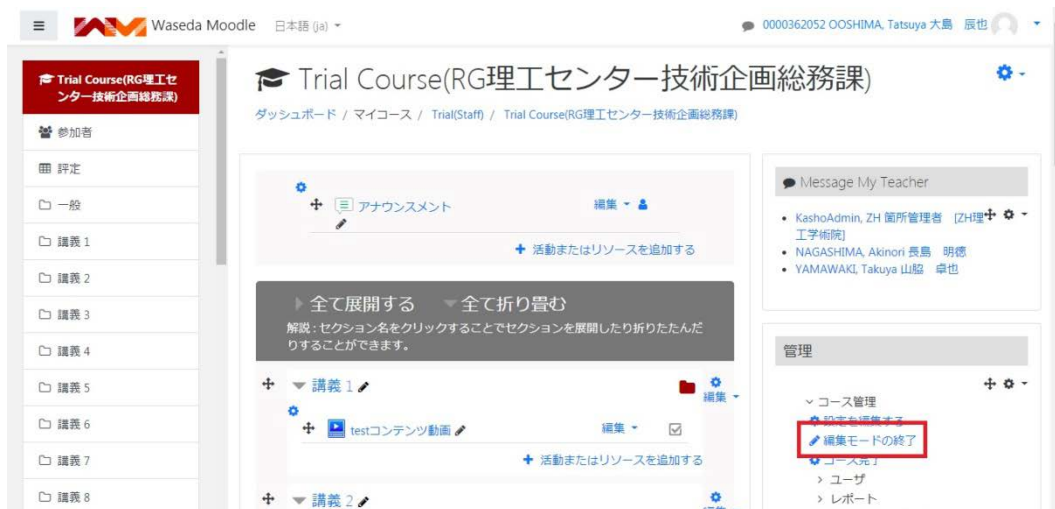 Waseda Moodle 日本語 (ja)
0000362052 OOSHIMA, Tatsuya 大島 辰也
Trial Course(RG理工セ
ンター技術企画総務課)
参加者
評定
一般
講義 1
講義 2
講義 3
講義 4
講義 5
講義 6
講義 7
講義 8
Trial Course(RG理工センター技術企画総務課)
ダッシュボード / マイコース / Trial(Staff) / Trial Course(RG理工センター技術企画総務課)
アナウンスメント 編集
+ 活動またはリソースを追加する
全て展開する 全て折り畳む
解説 : セクション名をクリックすることでセクションを展開したり折りたたんだ
りすることができます。
講義 1 編集
testコンテンツ動画 編集
+ 活動またはリソースを追加する
講義 2 編集
Message My Teacher
KashoAdmin, ZH 箇所管理者 [ZH理
工学術院]
NAGASHIMA, Akinori 長島 明徳
YAMAWAKI, Takuya 山脇 卓也
管理
コース管理
設定を編集する
編集モードの終了
コース完了
ユーザ
レポート